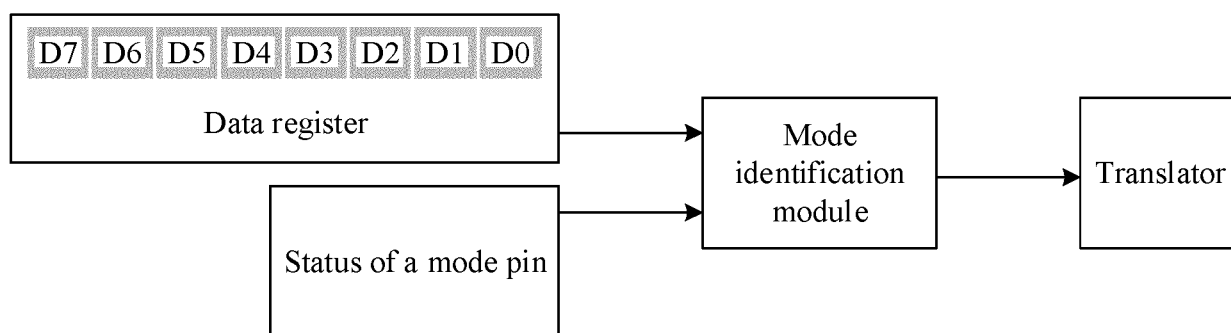 D7 D6 D5 D4 D3 D2 D1 D0
Data register
Status of a mode pin
Mode
identification
module
Translator